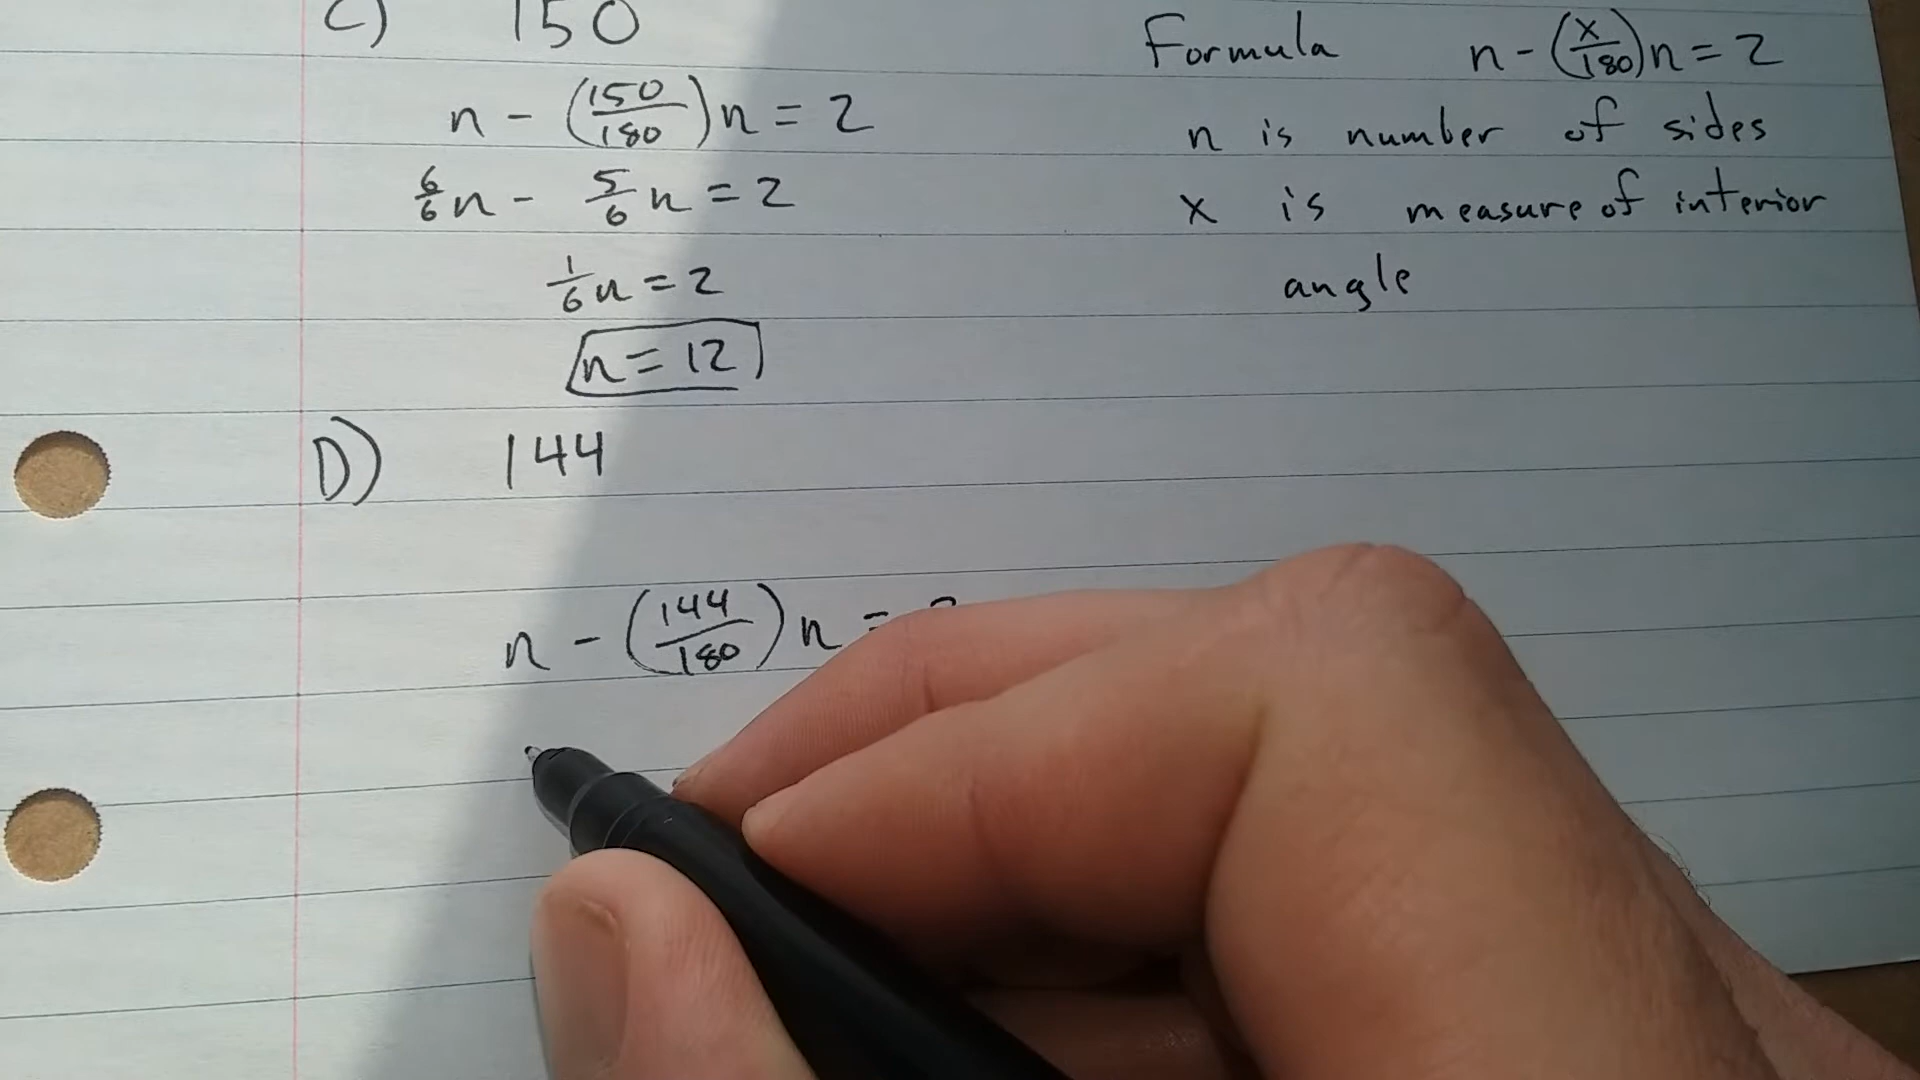 C) 150
n - (150/180)n = 2
6/6n - 5/6n = 2
1/6n = 2
n = 12
D) 144
n - (144/180)n =
Formula n - (x/180)n = 2
n is number of sides
x is measure of interior
angle